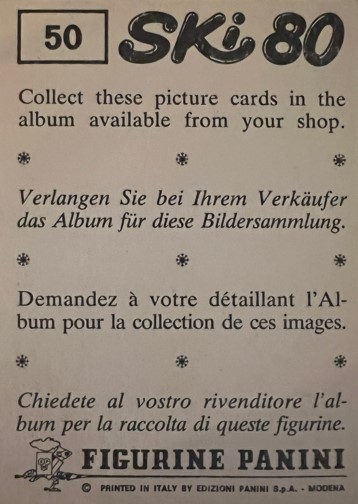 50 SKi 80
Collect these picture cards in the
album available from your shop.
Verlangen Sie bei Ihrem Verkäufer
das Album für diese Bildersammlung.
Demandez à votre détaillant l'Al-
bum pour la collection de ces images.
Chiedete al vostro rivenditore l'al-
bum per la raccolta di queste figurine.
FIGURINE PANINI
© PRINTED IN ITALY BY EDIZIONI PANINI S.p.A. - MODENA